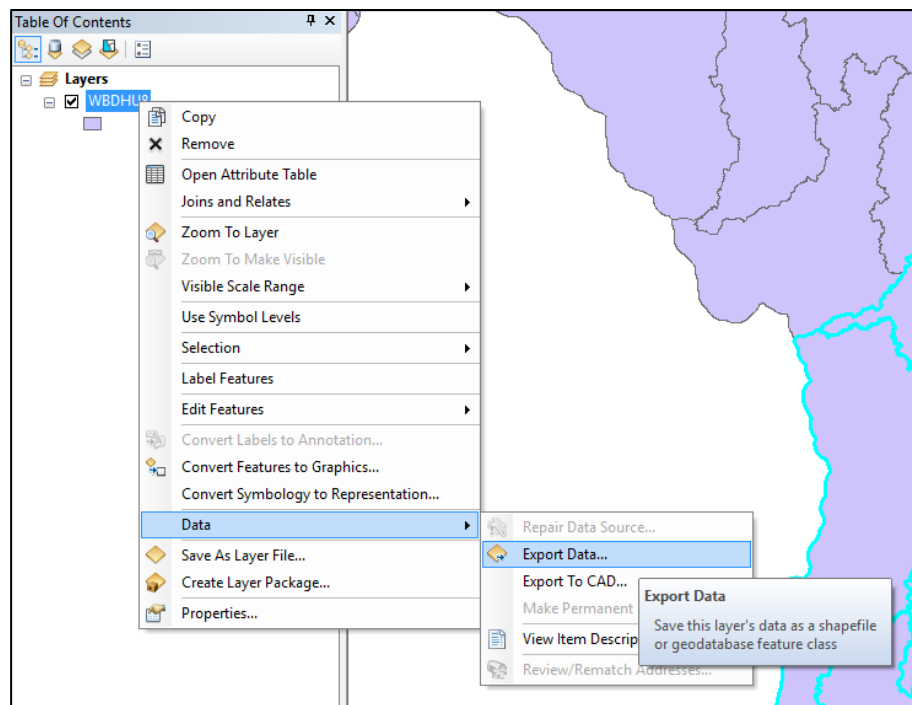 Table Of Contents
Layers
WBDHU8
Copy
Remove
Open Attribute Table
Joins and Relates
Zoom To Layer
Zoom To Make Visible
Visible Scale Range
Use Symbol Levels
Selection
Label Features
Edit Features
Convert Labels to Annotation...
Convert Features to Graphics...
Convert Symbology to Representation...
Data
Save As Layer File...
Create Layer Package...
Properties...
Repair Data Source...
Export Data...
Export To CAD...
Make Permanent
View Item Descrip
Review/Rematch Addresses...
Export Data
Save this layer's data as a shapefile
or geodatabase feature class